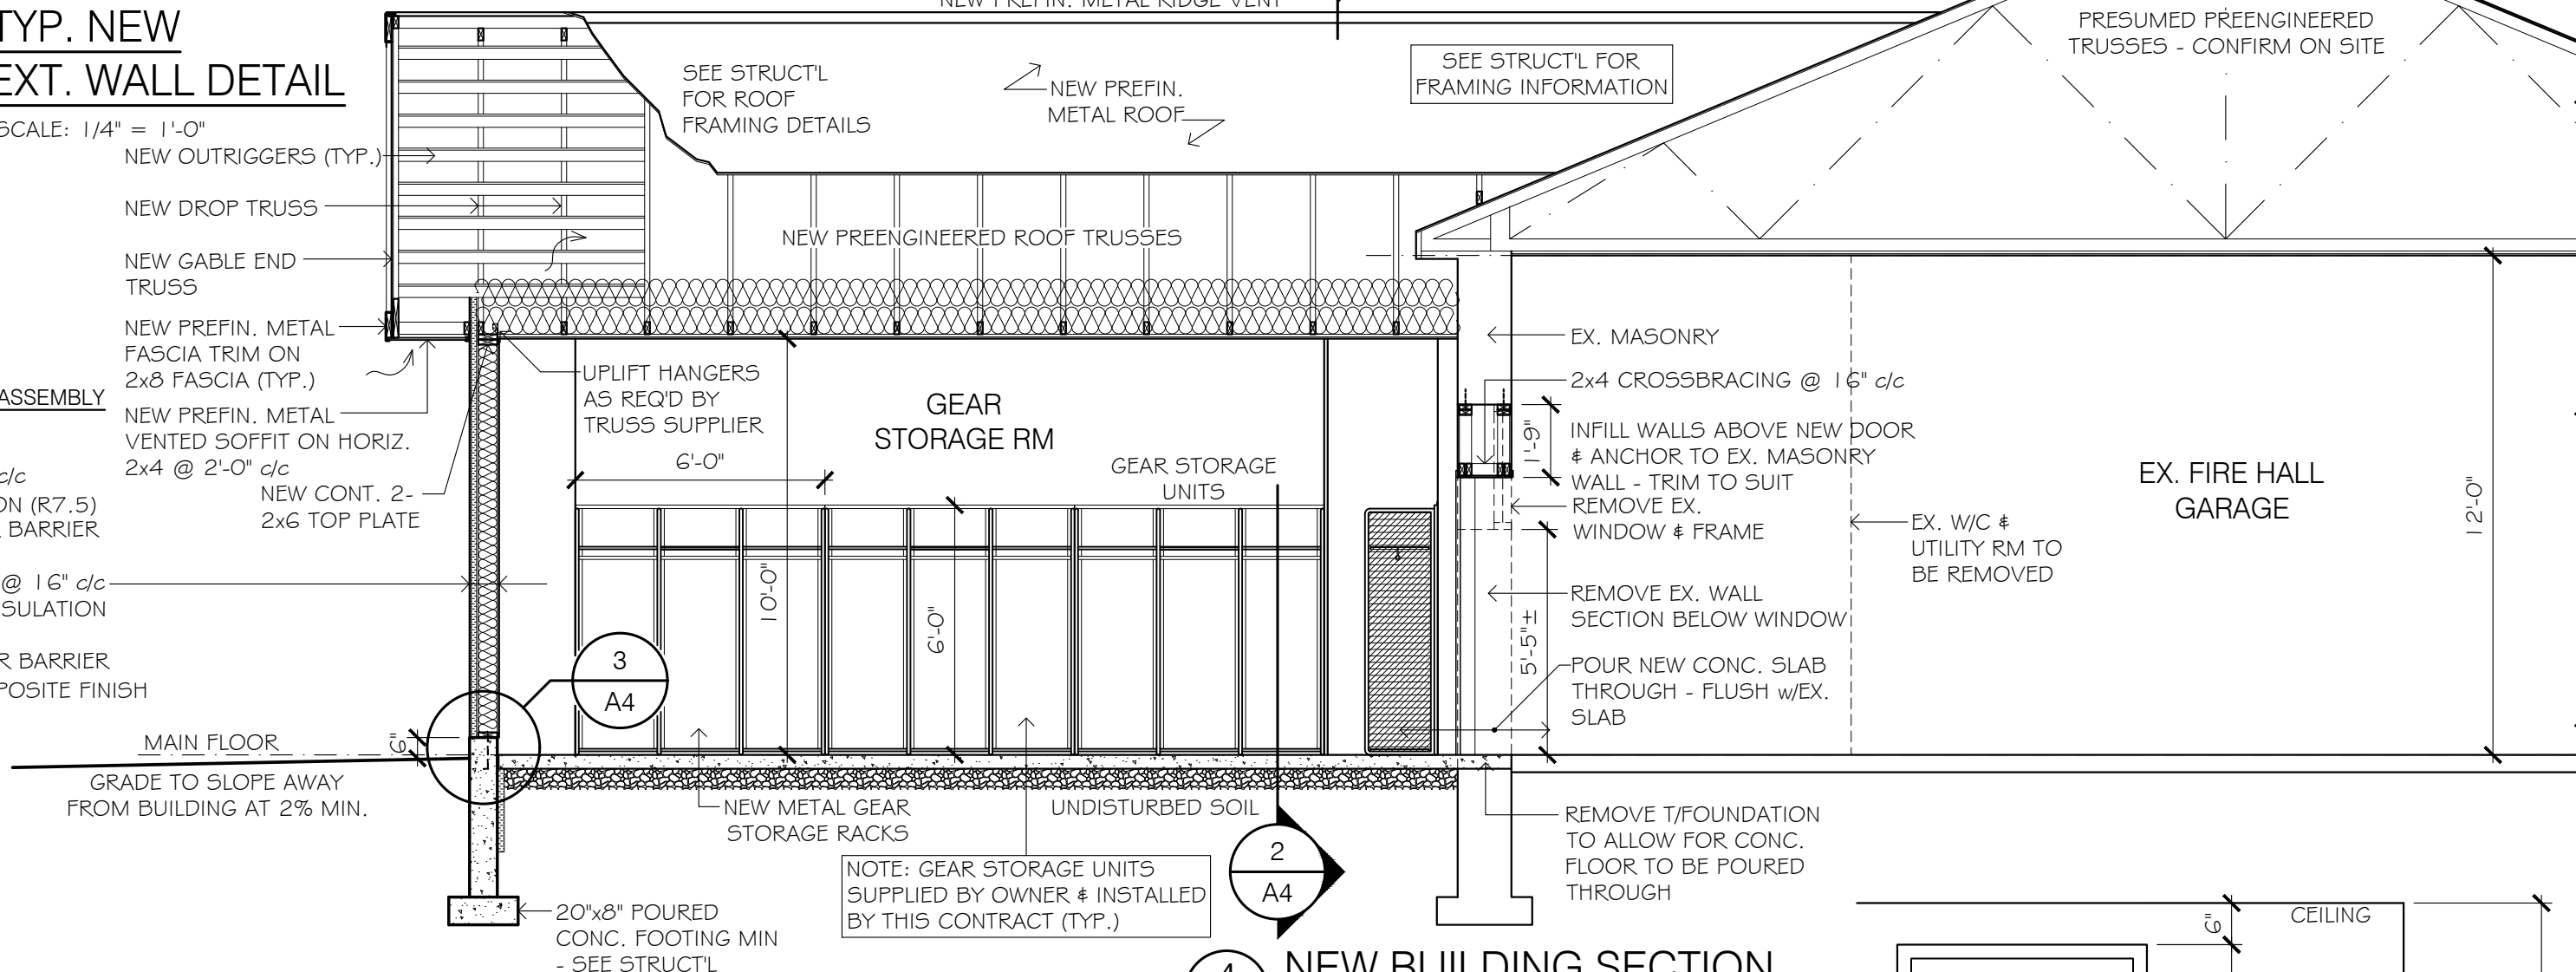 TYP. NEW
EXT. WALL DETAIL
SCALE: 1/4" = 1'-0"
NEW OUTRIGGERS (TYP.)
NEW DROP TRUSS
NEW GABLE END
TRUSS
NEW PREFIN. METAL
FASCIA TRIM ON
2x8 FASCIA (TYP.)
ASSEMBLY
NEW PREFIN. METAL
VENTED SOFFIT ON HORIZ.
2x4 @ 2'-0" c/c
c/c
ON (R7.5)
BARRIER
NEW CONT. 2-
2x6 TOP PLATE
@ 16" c/c
SULATION
R BARRIER
POSITE FINISH
MAIN FLOOR
6"
GRADE TO SLOPE AWAY
FROM BUILDING AT 2% MIN.
NEW PREFIN. METAL RIDGE VENT
SEE STRUCT'L
FOR ROOF
FRAMING DETAILS
NEW PREFIN.
METAL ROOF
SEE STRUCT'L FOR
FRAMING INFORMATION
PRESUMED PREENGINEERED
TRUSSES - CONFIRM ON SITE
NEW PREENGINEERED ROOF TRUSSES
UPLIFT HANGERS
AS REQ'D BY
TRUSS SUPPLIER
GEAR
STORAGE RM
6'-0"
GEAR STORAGE
UNITS
10'-0"
6'-0"
3
A4
EX. MASONRY
2x4 CROSSBRACING @ 16" c/c
1'-9"
INFILL WALLS ABOVE NEW DOOR
& ANCHOR TO EX. MASONRY
WALL - TRIM TO SUIT
REMOVE EX.
WINDOW & FRAME
REMOVE EX. WALL
SECTION BELOW WINDOW
5'-5"±
POUR NEW CONC. SLAB
THROUGH - FLUSH w/EX.
SLAB
EX. W/C &
UTILITY RM TO
BE REMOVED
EX. FIRE HALL
GARAGE
12'-0"
NEW METAL GEAR
STORAGE RACKS
UNDISTURBED SOIL
NOTE: GEAR STORAGE UNITS
SUPPLIED BY OWNER & INSTALLED
BY THIS CONTRACT (TYP.)
2
A4
REMOVE T/FOUNDATION
TO ALLOW FOR CONC.
FLOOR TO BE POURED
THROUGH
20"x8" POURED
CONC. FOOTING MIN
- SEE STRUCT'L
4
NEW BUILDING SECTION
6"
CEILING